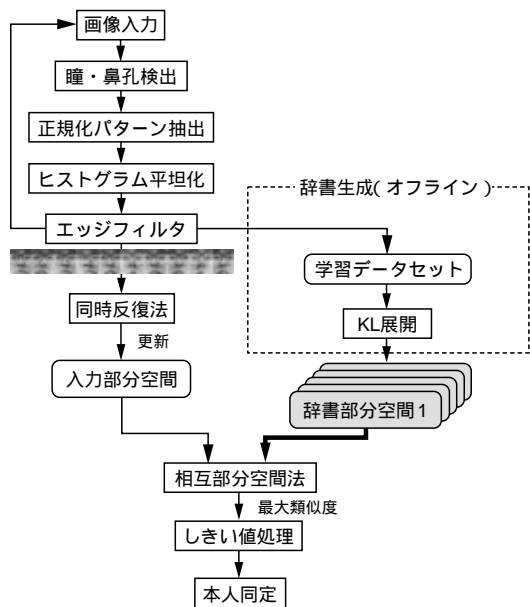 画像入力
瞳・鼻孔検出
正規化パターン抽出
ヒストグラム平坦化
エッジフィルタ
辞書生成( オフライン )
学習データセット
KL展開
同時反復法
更新
入力部分空間
辞書部分空間 1
相互部分空間法
最大類似度
しきい値処理
本人同定